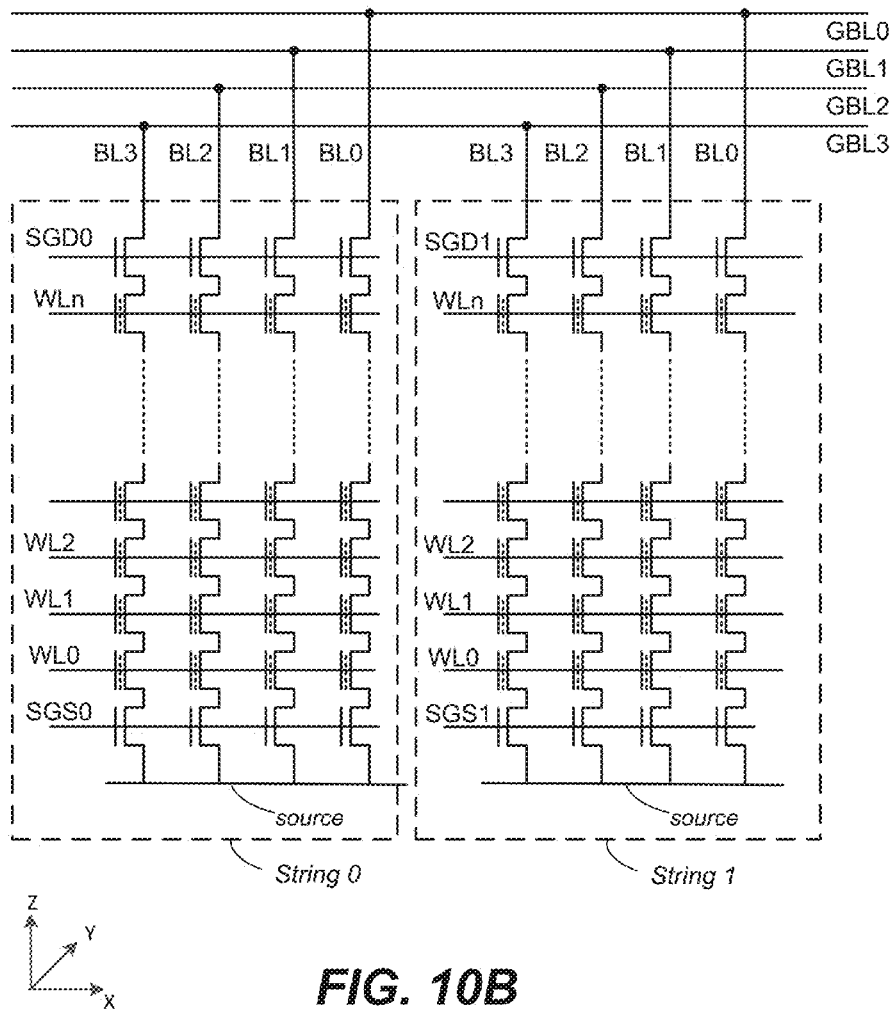 GBL0
GBL1
GBL2
GBL3
BL3 BL2 BL1 BL0 BL3 BL2 BL1 BL0
SGD0 SGD1
WLn WLn
WL2 WL2
WL1 WL1
WL0 WL0
SGS0 SGS1
source source
String 0 String 1
Z
Y
X
FIG. 10B